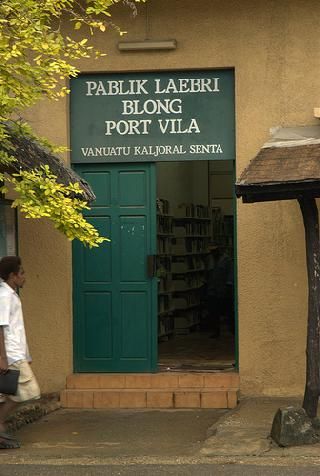 PABLIK LAEBRI
BLONG
PORT VILA
VANUATU KALJORAL SENTA